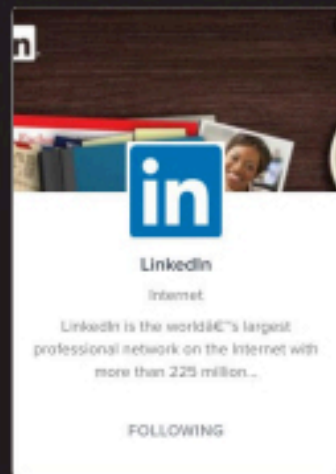 in
in
LinkedIn
Internet
LinkedIn is the worldâ€™s largest
professional network on the Internet with
more than 225 million...
FOLLOWING